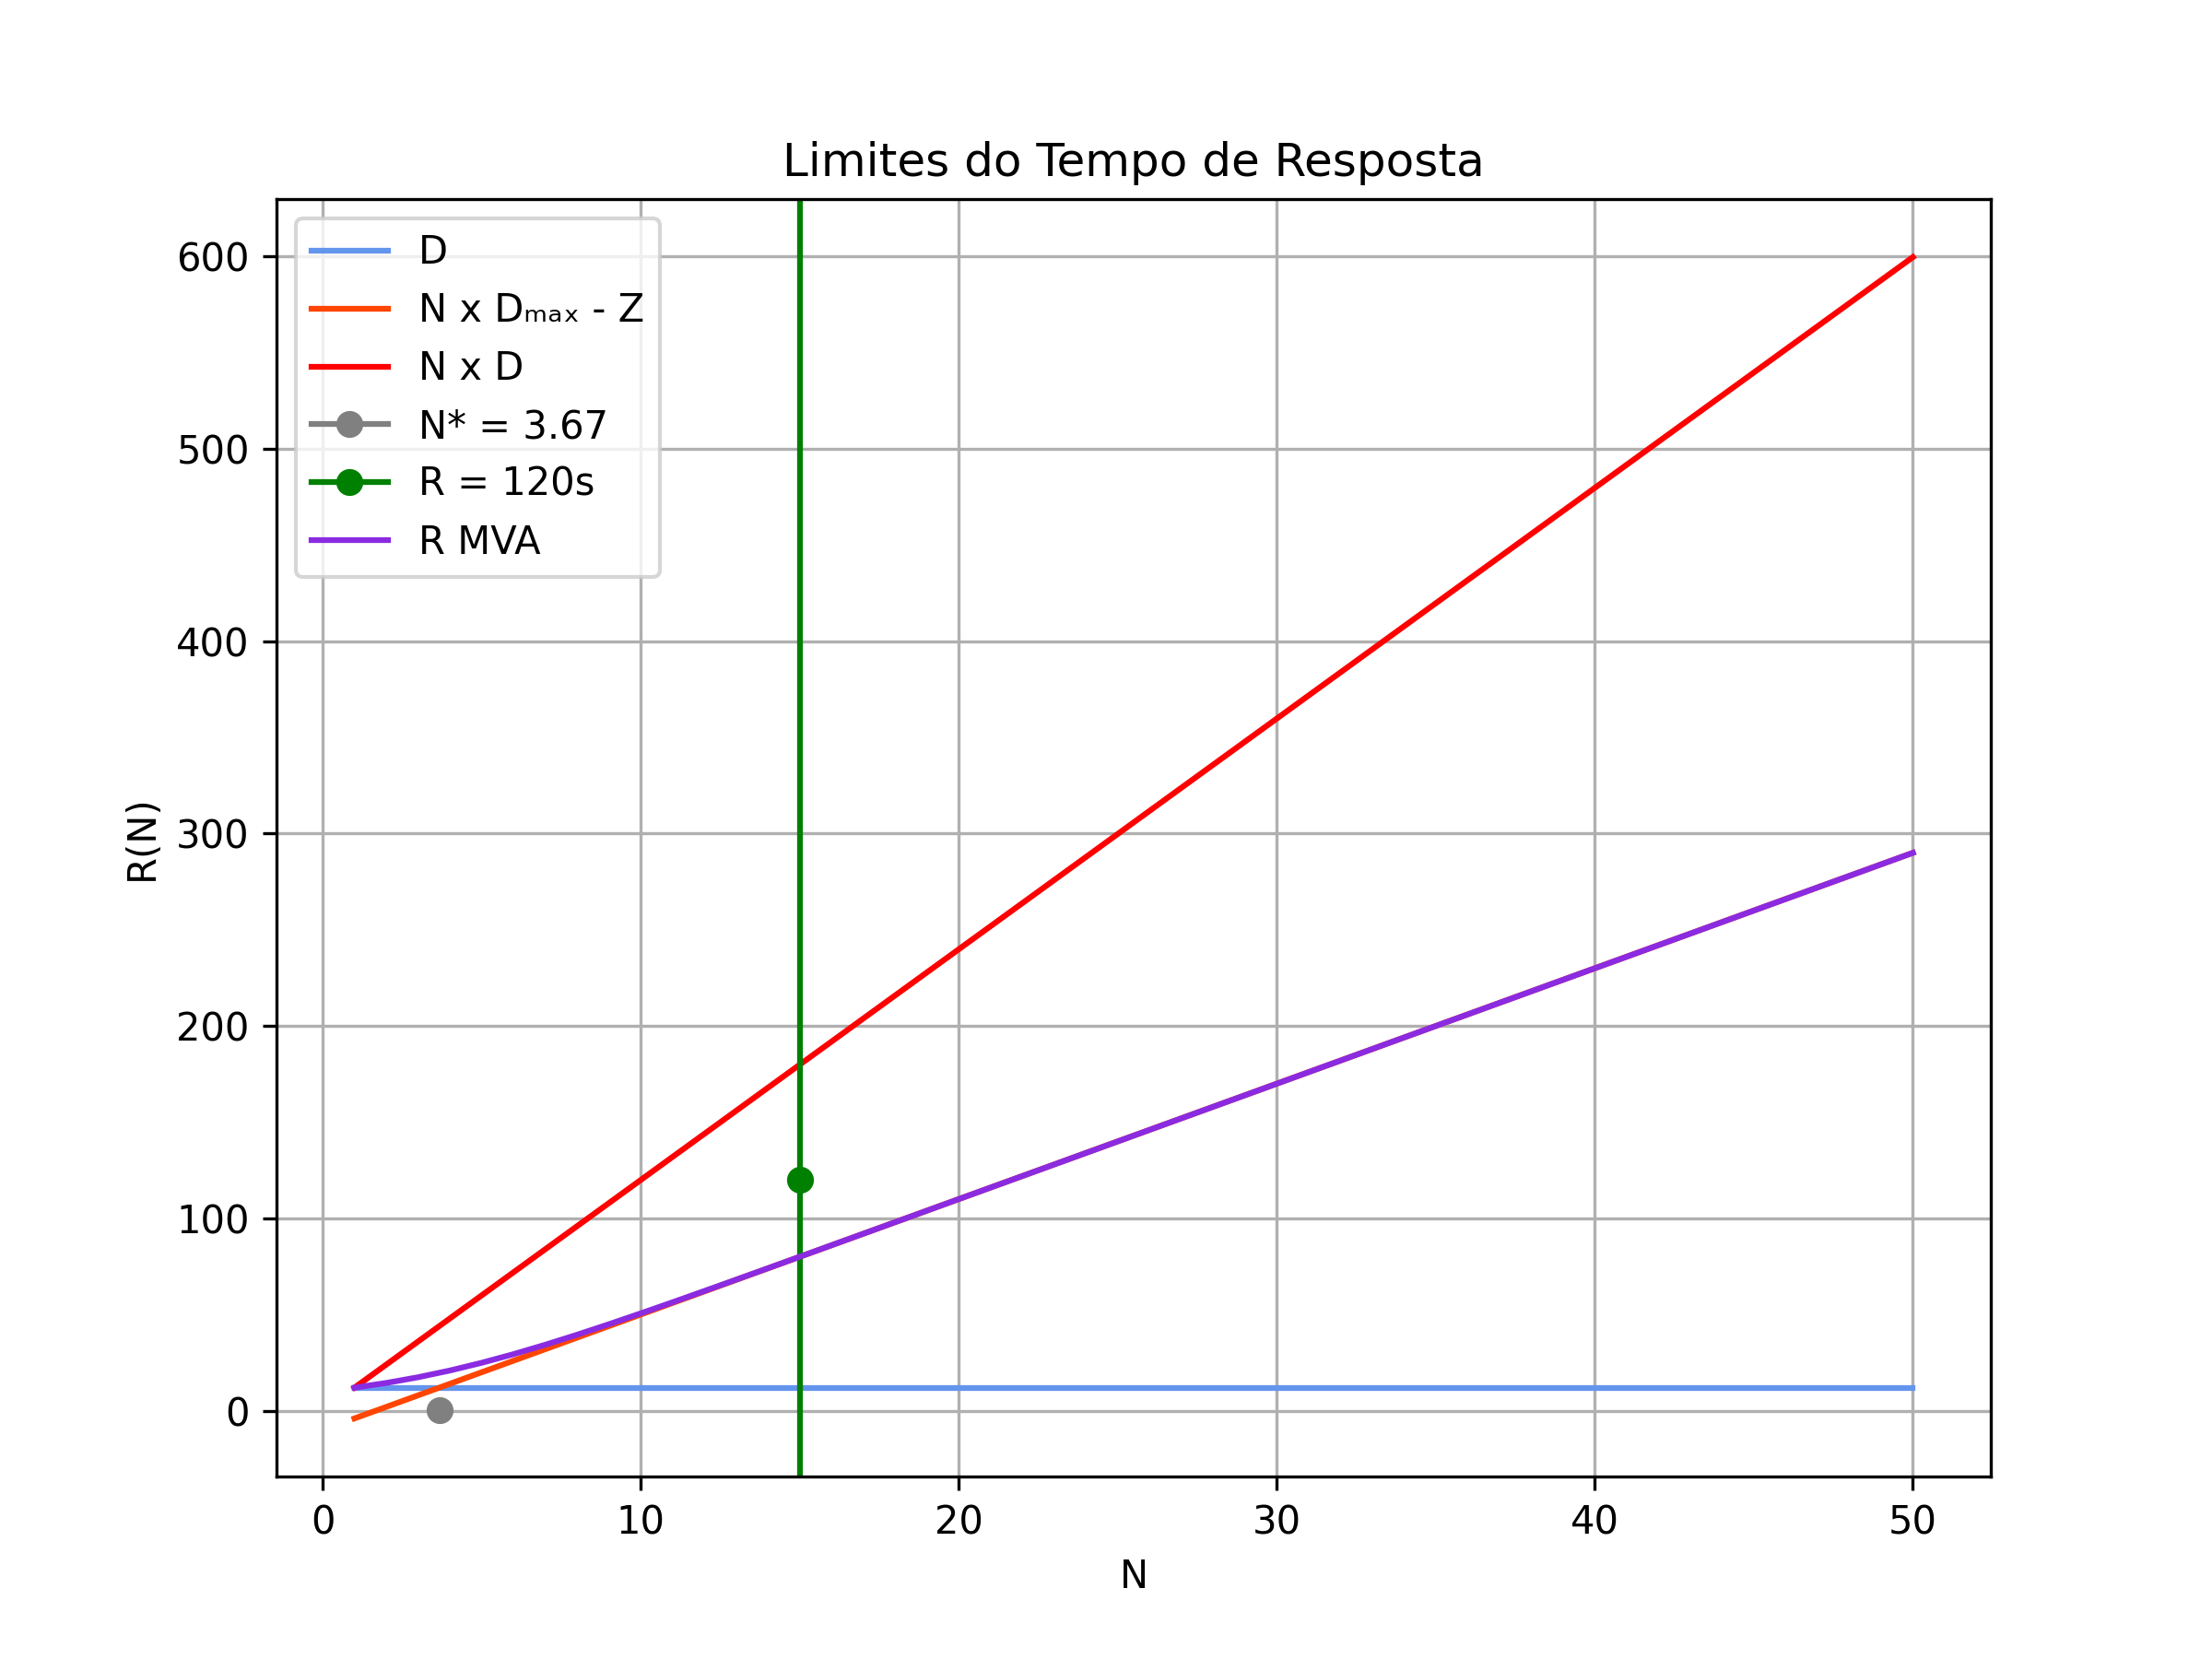 Limites do Tempo de Resposta
D
N x Dₘₐₓ - Z
N x D
N* = 3.67
R = 120s
R MVA
600
500
400
300
200
100
0
R(N)
0 10 20 30 40 50
N